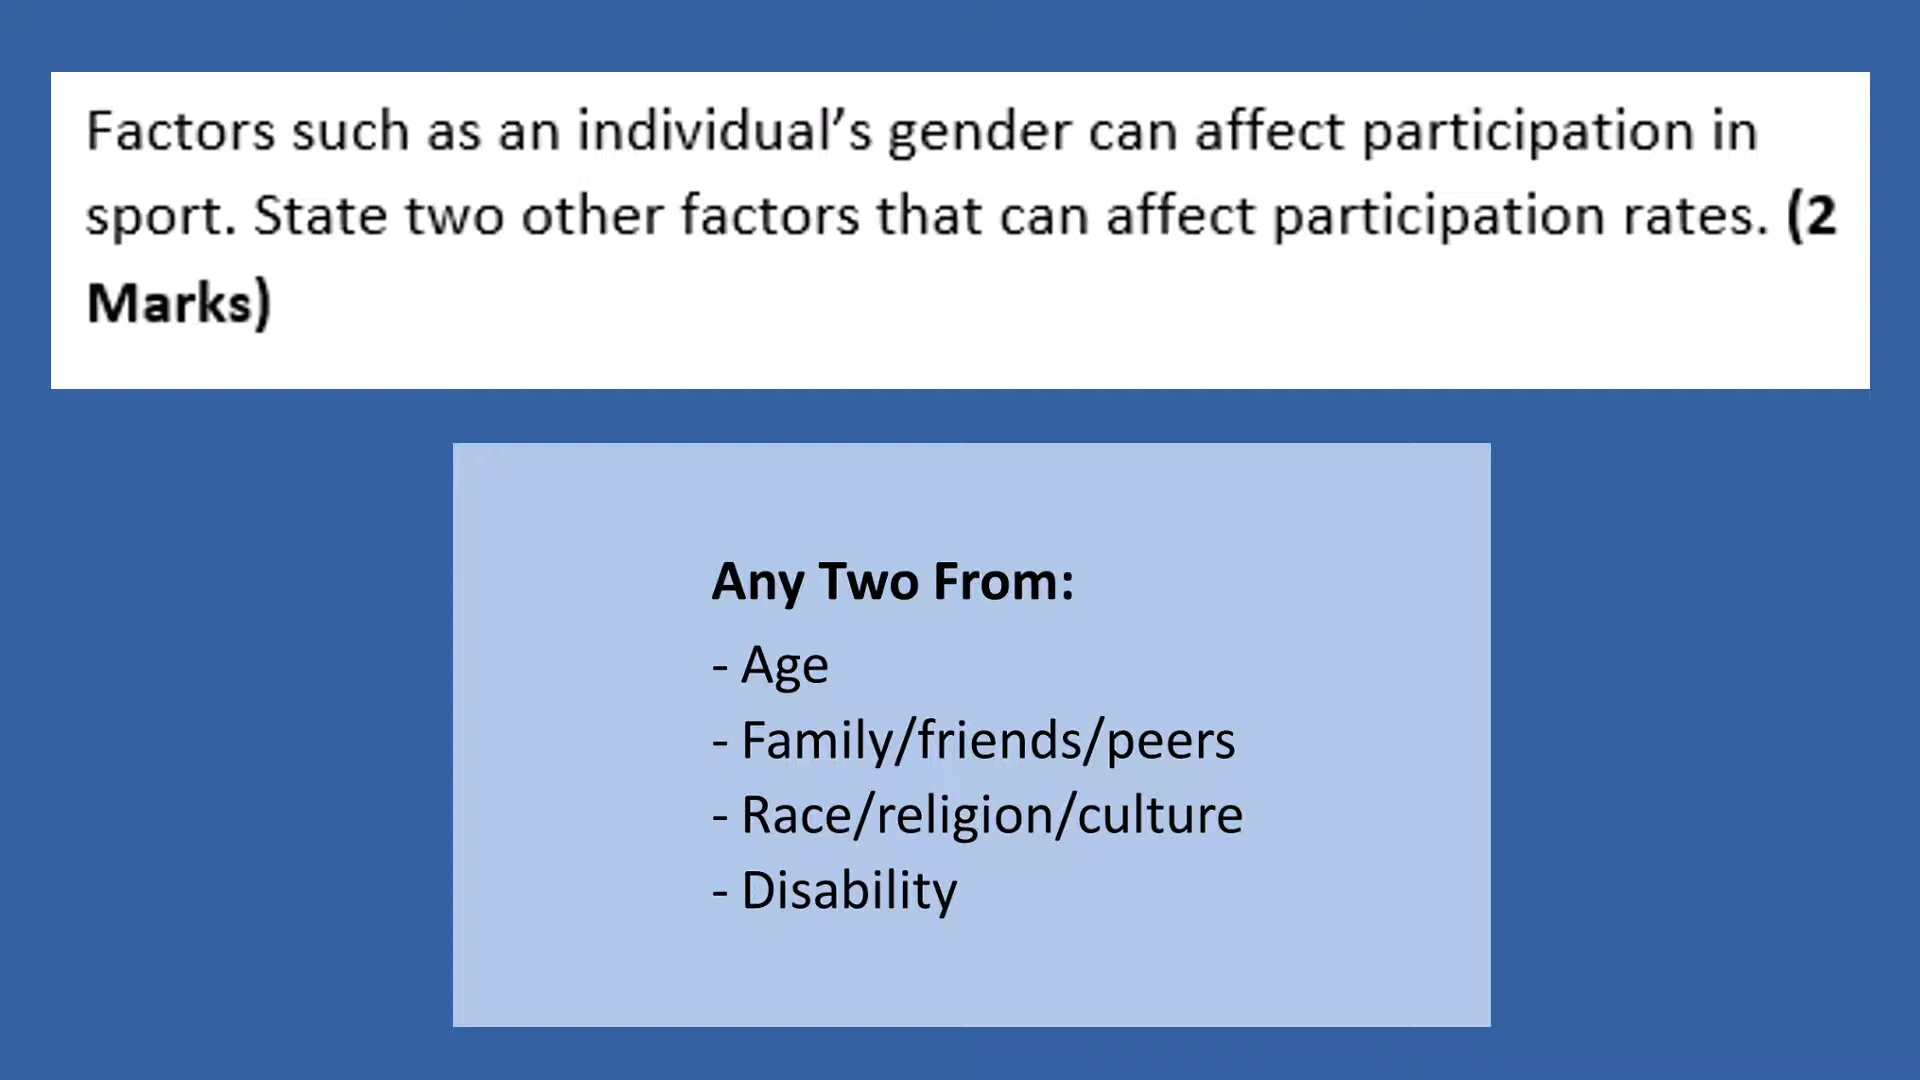 Factors such as an individual’s gender can affect participation in
sport. State two other factors that can affect participation rates. (2
Marks)
Any Two From:
- Age
- Family/friends/peers
- Race/religion/culture
- Disability